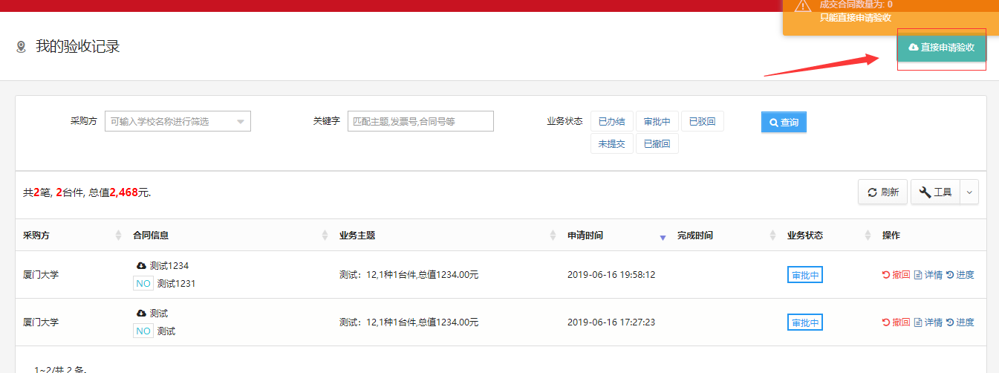 成交合同数量为: 0
只能直接申请验收
我的验收记录
直接申请验收
采购方 可输入学校名称进行筛选 关键字 匹配主题,发票号,合同号等 业务状态 已办结 审批中 已驳回 查询
未提交 已撤回
共2笔, 2台件, 总值2,468元.
刷新 工具
采购方 合同信息 业务主题 申请时间 完成时间 业务状态 操作
测试1234
厦门大学 测试：12,1种1台件,总值1234.00元 2019-06-16 19:58:12 审批中 撤回 详情 进度
NO 测试1231
测试
厦门大学 测试：12,1种1台件,总值1234.00元 2019-06-16 17:27:23 审批中 撤回 详情 进度
NO 测试
1~2/共 2 条。